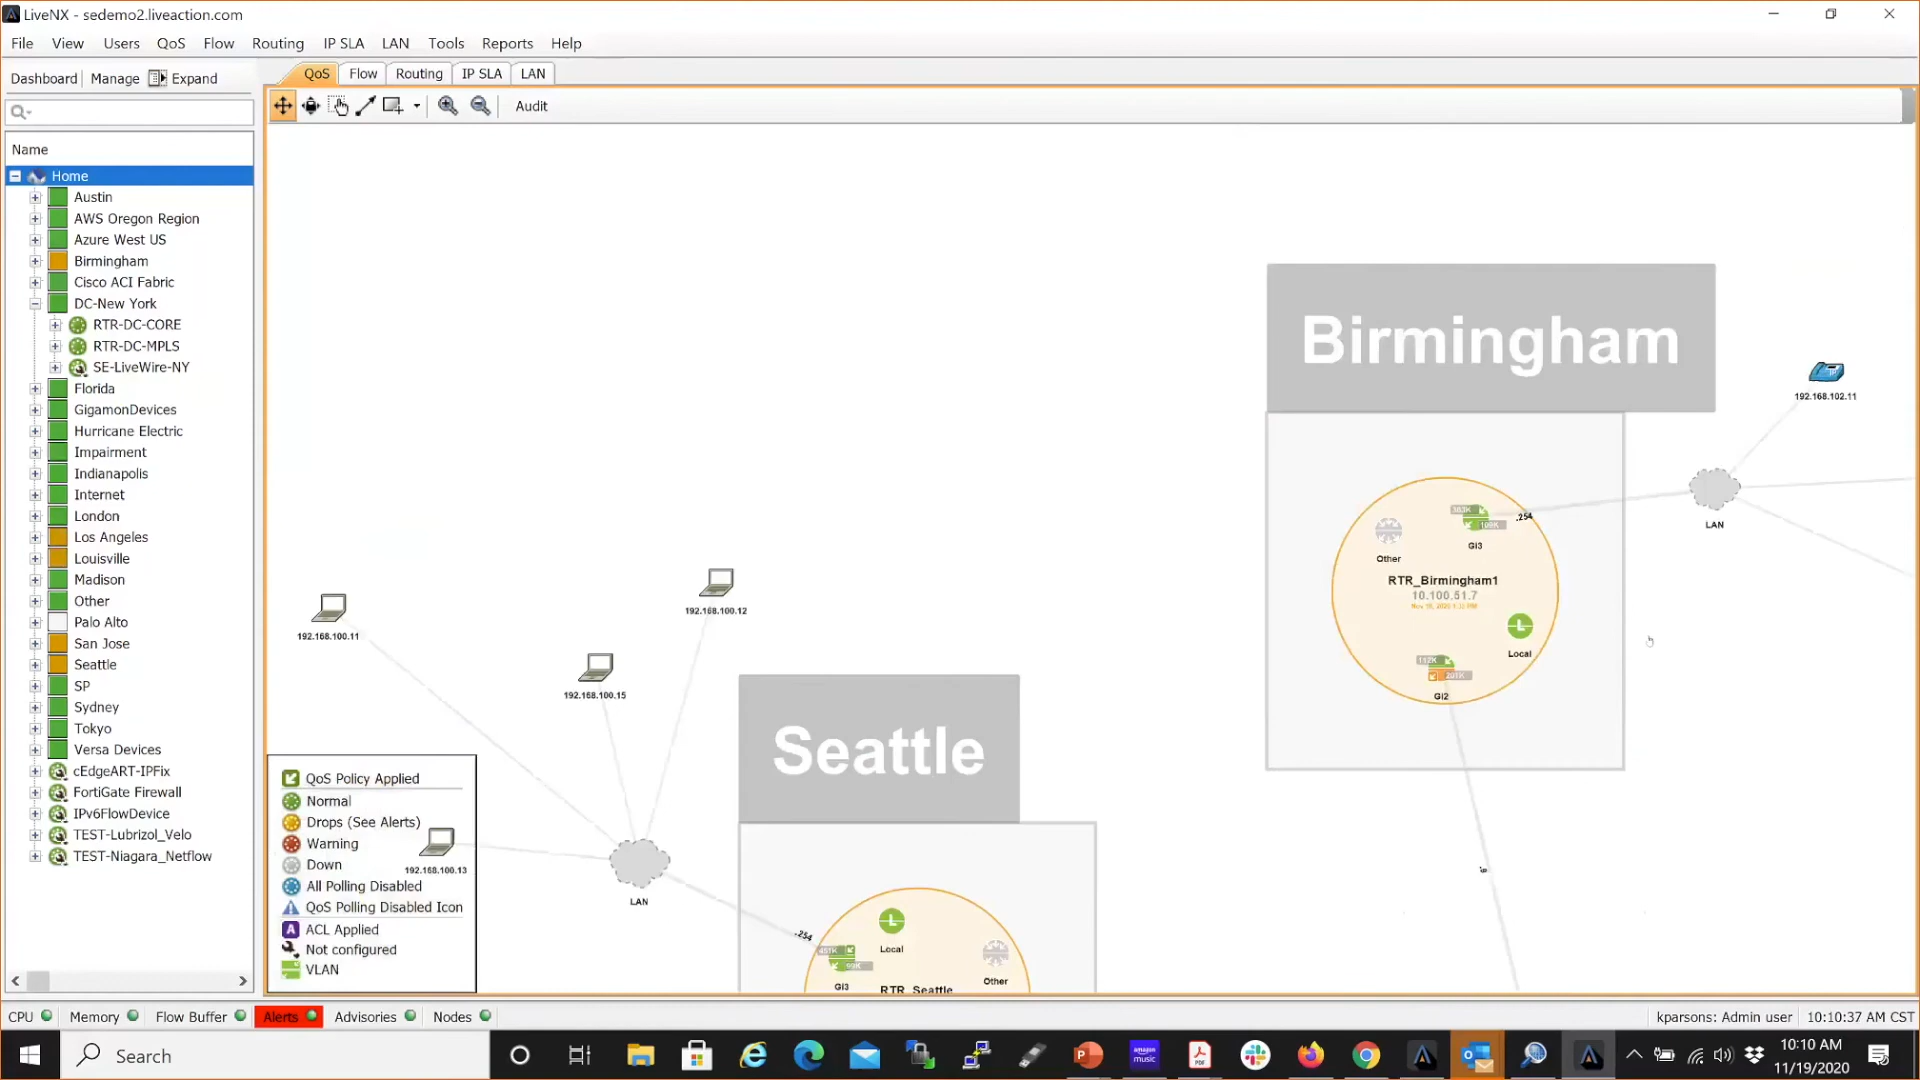 LiveNX - sedemo2.liveaction.com
File View Users QoS Flow Routing IP SLA LAN Tools Reports Help
Dashboard Manage Expand
QoS Flow Routing IP SLA LAN
Audit
Name
Home
Austin
AWS Oregon Region
Azure West US
Birmingham
Cisco ACI Fabric
DC-New York
RTR-DC-CORE
RTR-DC-MPLS
SE-LiveWire-NY
Florida
GigamonDevices
Hurricane Electric
Impairment
Indianapolis
Internet
London
Los Angeles
Louisville
Madison
Other
Palo Alto
San Jose
Seattle
SP
Sydney
Tokyo
Versa Devices
cEdgeART-IPFix
FortiGate Firewall
IPv6FlowDevice
TEST-Lubrizol_Velo
TEST-Niagara_Netflow
Birmingham
192.168.102.11
LAN
.254
Gi3
Other
RTR_Birmingham1
10.100.51.7
Local
112K
201K
Gi2
192.168.100.11
192.168.100.12
192.168.100.15
Seattle
192.168.100.13
LAN
.254
Local
Other
Gi3
RTR_Seattle
QoS Policy Applied
Normal
Drops (See Alerts)
Warning
Down
All Polling Disabled
QoS Polling Disabled Icon
ACL Applied
Not configured
VLAN
CPU Memory Flow Buffer Alerts Advisories Nodes
kparsons: Admin user 10:10:37 AM CST
Search
amazon music
10:10 AM
11/19/2020